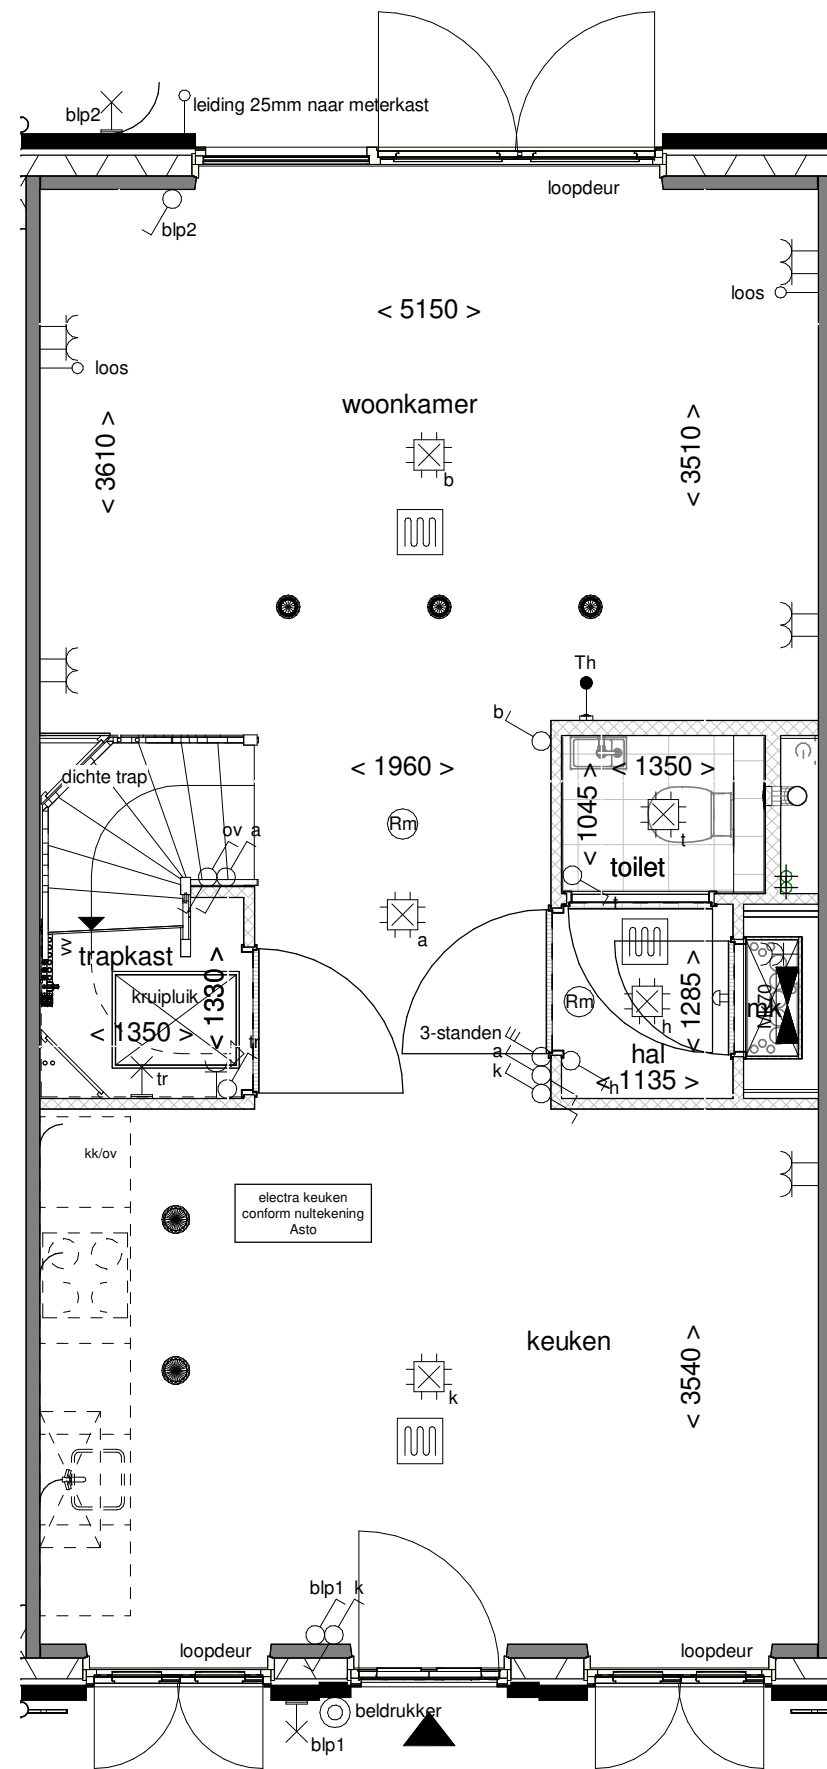 blp2
leiding 25mm naar meterkast
loopdeur
blp2
loos
< 5150 >
loos
woonkamer
< 3610 >
< 3510 >
b
Th
b
dichte trap
< 1960 >
< 1350 >
< 1045 >
ov a
Rm
t
toilet
t
a
vv
trapkast
kruipluik
< 1330 >
< 1350 >
tr
tr
Rm
h
< 1285 >
mk
3-standen
a
k
hal
h
< 1135 >
kk/ov
electra keuken
conform nultekening
Asto
keuken
< 3540 >
k
blp1 k
loopdeur
loopdeur
beldrukker
blp1